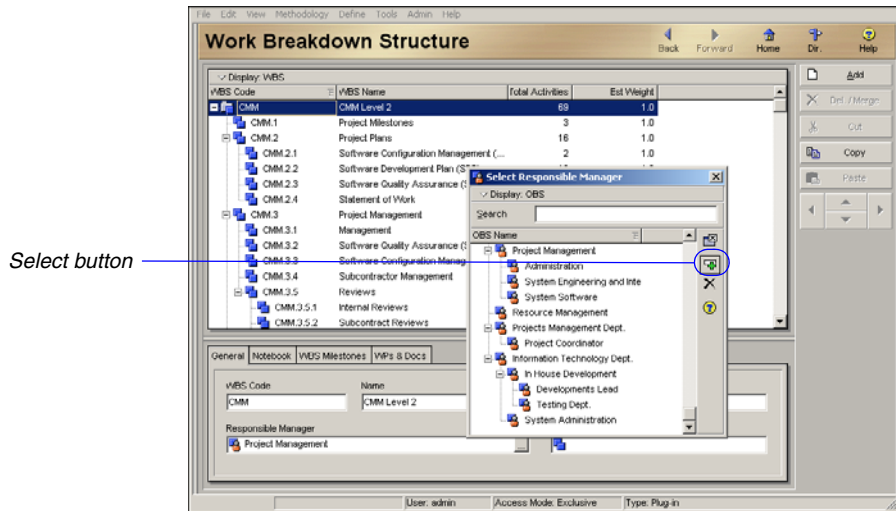 File Edit View Methodology Define Tools Admin Help
Work Breakdown Structure
Back Forward Home Dir. Help
Display: WBS
WBS Code WBS Name Total Activities Est Weight
CMM CMM Level 2 69 1.0
CMM.1 Project Milestones 3 1.0
CMM.2 Project Plans 16 1.0
CMM.2.1 Software Configuration Management (... 2 1.0
CMM.2.2 Software Development Plan (S
CMM.2.3 Software Quality Assurance (S
CMM.2.4 Statement of Work
CMM.3 Project Management
CMM.3.1 Management
CMM.3.2 Software Quality Assurance (S
CMM.3.3 Software Configuration Manag
CMM.3.4 Subcontractor Management
CMM.3.5 Reviews
CMM.3.5.1 Internal Reviews
CMM.3.5.2 Subcontract Reviews
Add
Del. / Merge
Cut
Copy
Paste
Select Responsible Manager
Display: OBS
Search
OBS Name
Project Management
Administration
System Engineering and Inte
System Software
Resource Management
Projects Management Dept.
Project Coordinator
Information Technology Dept.
In House Development
Developments Lead
Testing Dept.
System Administration
Select button
General Notebook WBS Milestones WPs & Docs
WBS Code Name
CMM CMM Level 2
Responsible Manager
Project Management ...
User: admin Access Mode: Exclusive Type: Plug-in